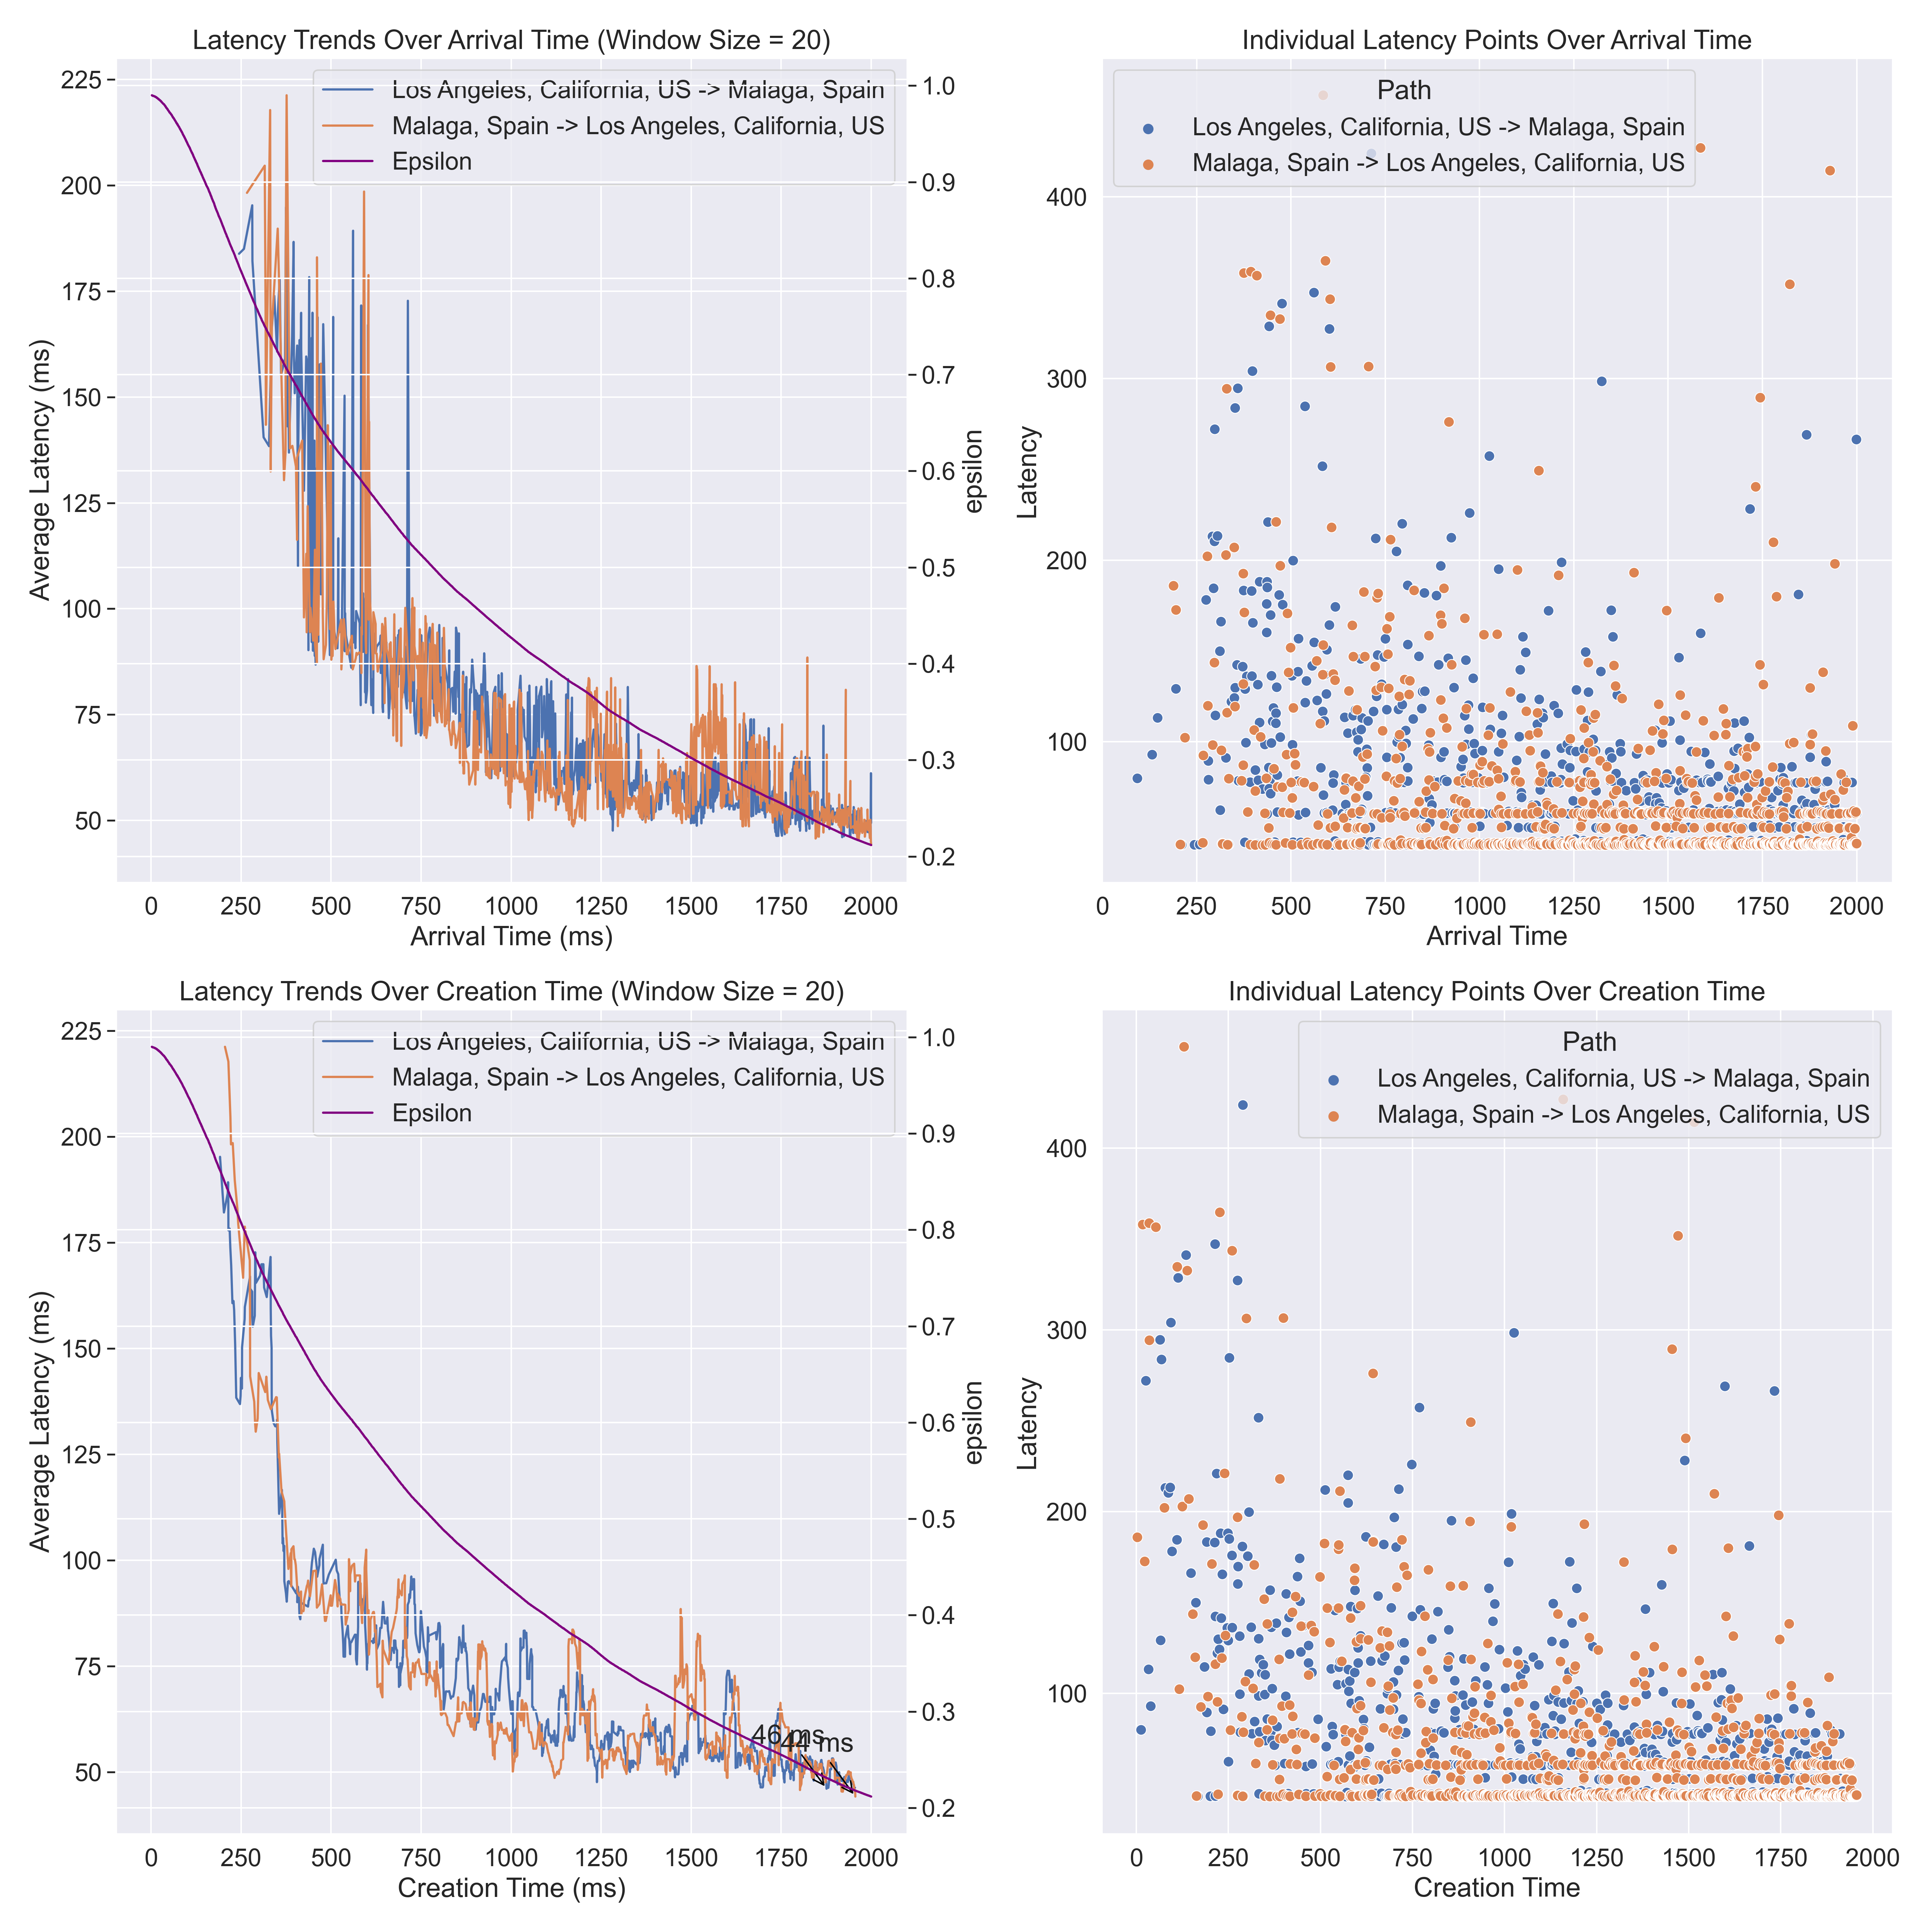 Latency Trends Over Arrival Time (Window Size = 20)
Los Angeles, California, US -> Malaga, Spain
Malaga, Spain -> Los Angeles, California, US
Epsilon
225
200
175
150
125
100
75
50
Average Latency (ms)
1.0
0.9
0.8
0.7
0.6
0.5
0.4
0.3
0.2
epsilon
0 250 500 750 1000 1250 1500 1750 2000
Arrival Time (ms)
Individual Latency Points Over Arrival Time
Path
Los Angeles, California, US -> Malaga, Spain
Malaga, Spain -> Los Angeles, California, US
400
300
200
100
Latency
0 250 500 750 1000 1250 1500 1750 2000
Arrival Time
Latency Trends Over Creation Time (Window Size = 20)
Los Angeles, California, US -> Malaga, Spain
Malaga, Spain -> Los Angeles, California, US
Epsilon
225
200
175
150
125
100
75
50
Average Latency (ms)
1.0
0.9
0.8
0.7
0.6
0.5
0.4
0.3
0.2
epsilon
46 ms
44 ms
0 250 500 750 1000 1250 1500 1750 2000
Creation Time (ms)
Individual Latency Points Over Creation Time
Path
Los Angeles, California, US -> Malaga, Spain
Malaga, Spain -> Los Angeles, California, US
400
300
200
100
Latency
0 250 500 750 1000 1250 1500 1750 2000
Creation Time